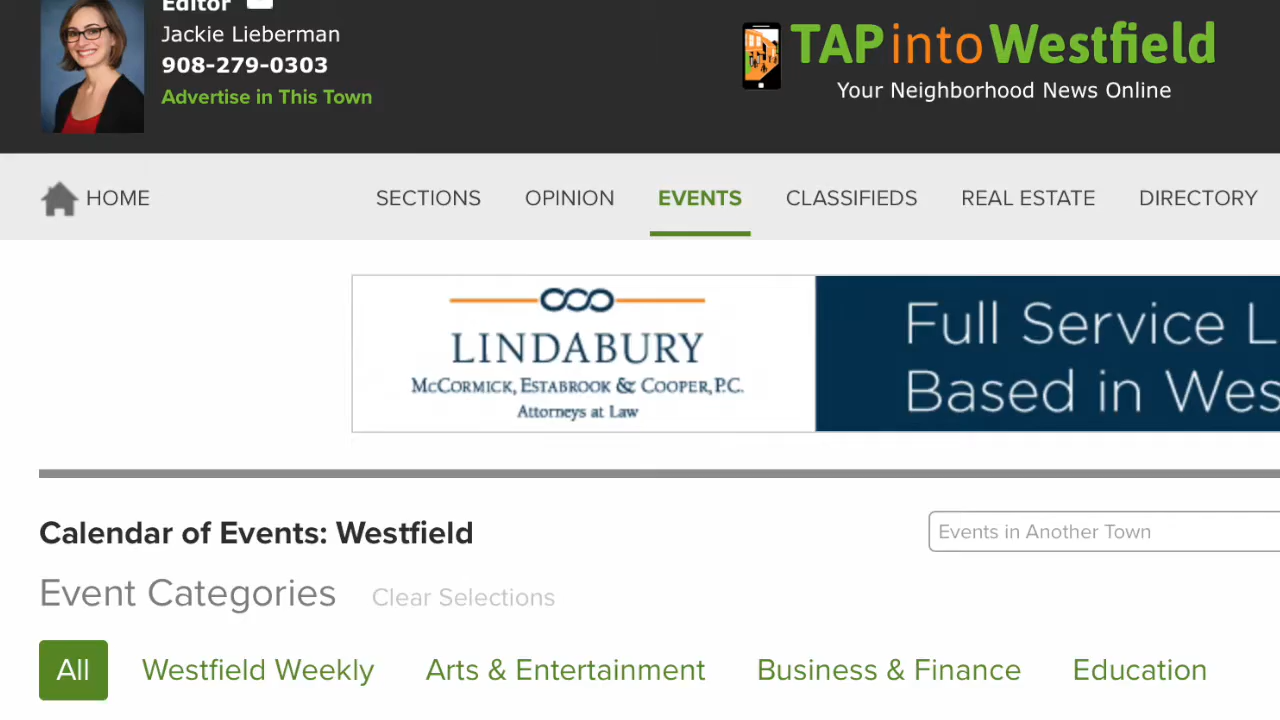 Editor
Jackie Lieberman
908-279-0303
Advertise in This Town
TAPintoWestfield
Your Neighborhood News Online
HOME
SECTIONS
OPINION
EVENTS
CLASSIFIEDS
REAL ESTATE
DIRECTORY
LINDABURY
MCCORMICK, ESTABROOK & COOPER, P.C.
Attorneys at Law
Full Service L
Based in Wes
Calendar of Events: Westfield
Events in Another Town
Event Categories
Clear Selections
All
Westfield Weekly
Arts & Entertainment
Business & Finance
Education